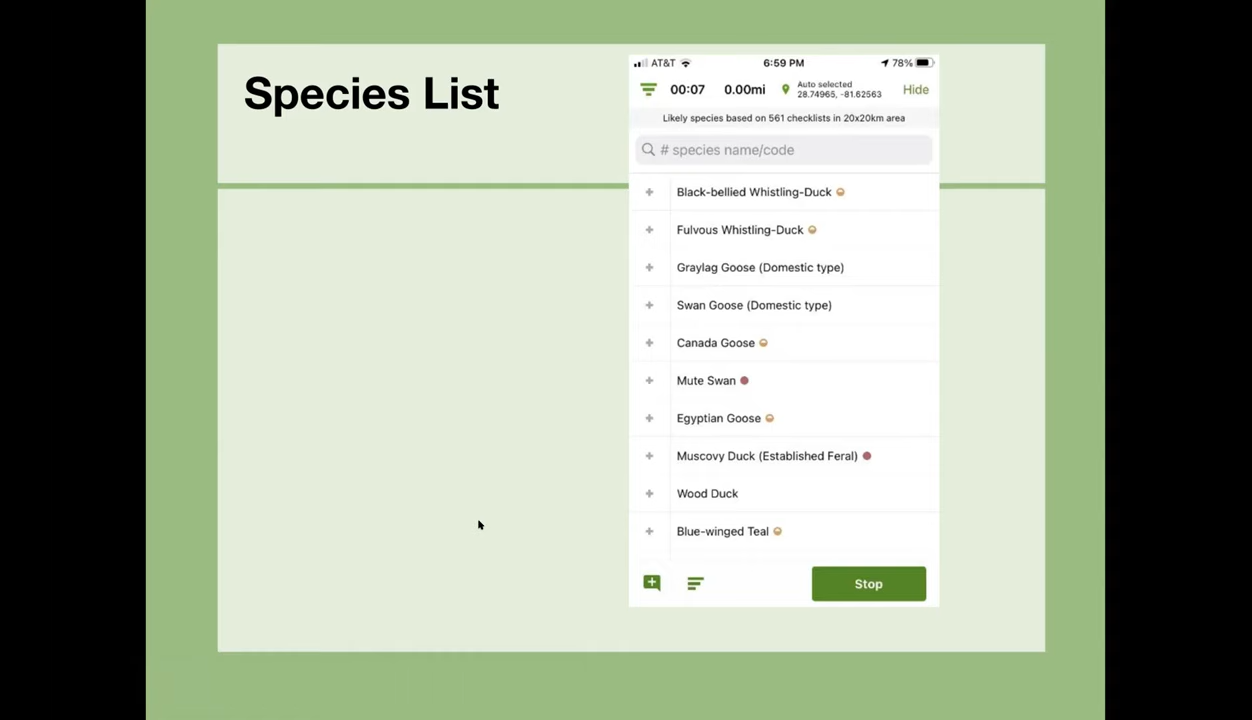 Species List
AT&T 6:59 PM 78%
00:07 0.00mi Auto selected
28.74965, -81.62563 Hide
Likely species based on 561 checklists in 20x20km area
# species name/code
Black-bellied Whistling-Duck
Fulvous Whistling-Duck
Graylag Goose (Domestic type)
Swan Goose (Domestic type)
Canada Goose
Mute Swan
Egyptian Goose
Muscovy Duck (Established Feral)
Wood Duck
Blue-winged Teal
Stop